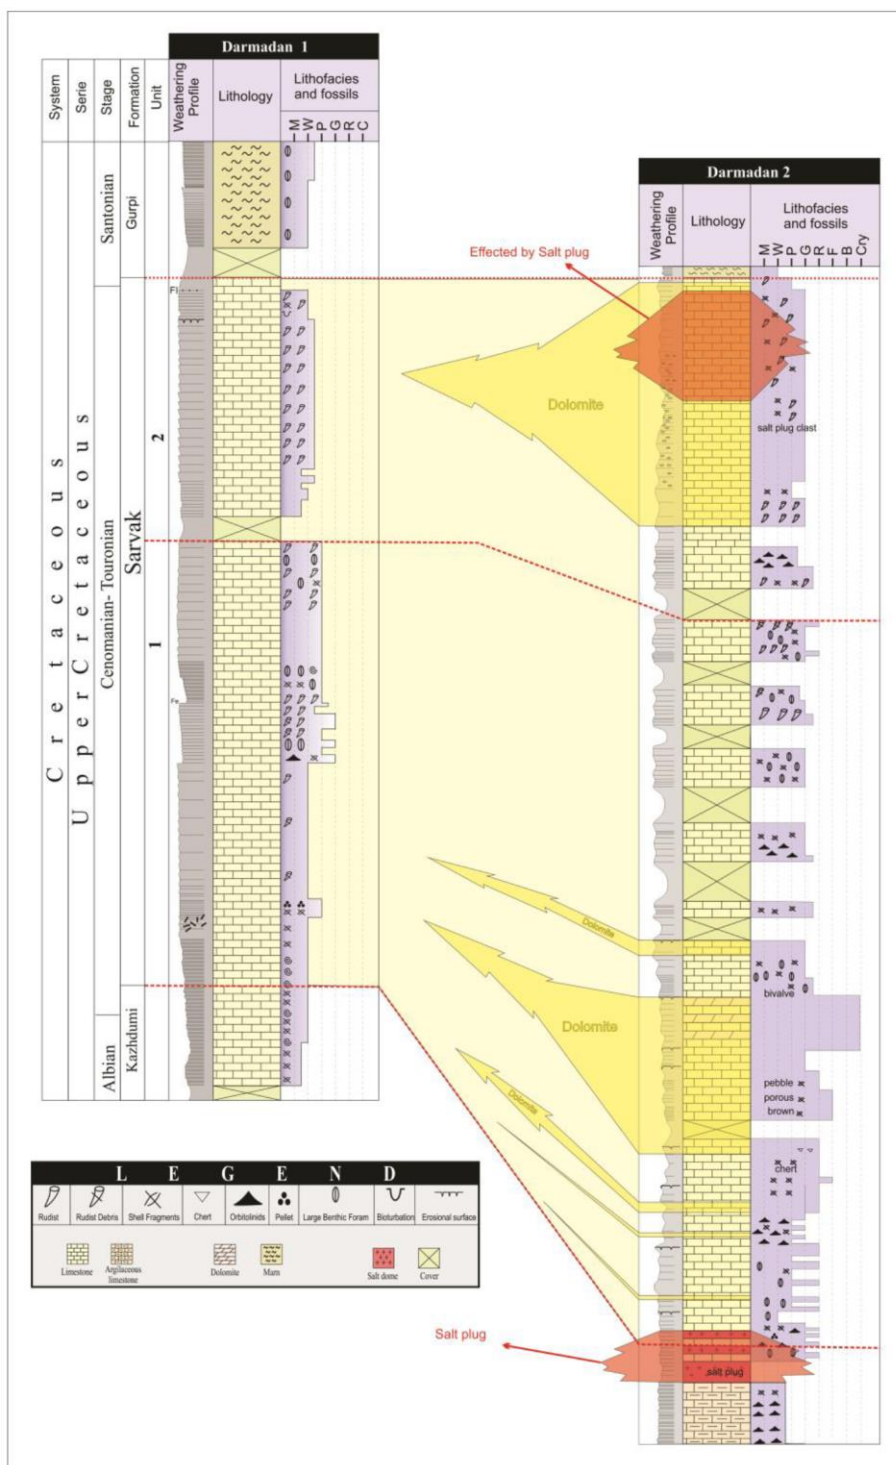 Darmadan 1
System
Serie
Stage
Formation
Unit
Weathering
Profile
Lithology
Lithofacies
and fossils
M
W
P
G
R
C
Cretaceous
Upper Cretaceous
Santonian
Cenomanian- Touronian
Albian
Gurpi
Sarvak
Kazhdumi
2
1
Fe
Darmadan 2
Weathering
Profile
Lithology
Lithofacies
and fossils
M
W
P
G
R
F
B
Cry
Effected by Salt plug
Dolomite
salt plug clast
Dolomite
bivalve
Dolomite
pebble
porous
brown
Dolomite
chert
Salt plug
salt plug
LEGEND
Rudist
Rudist Debris
Shell Fragments
Chert
Orbitolinids
Pellet
Large Benthic Foram
Bioturbation
Erosional surface
Limestone
Argilaceous
limestone
Dolomite
Marn
Salt dome
Cover